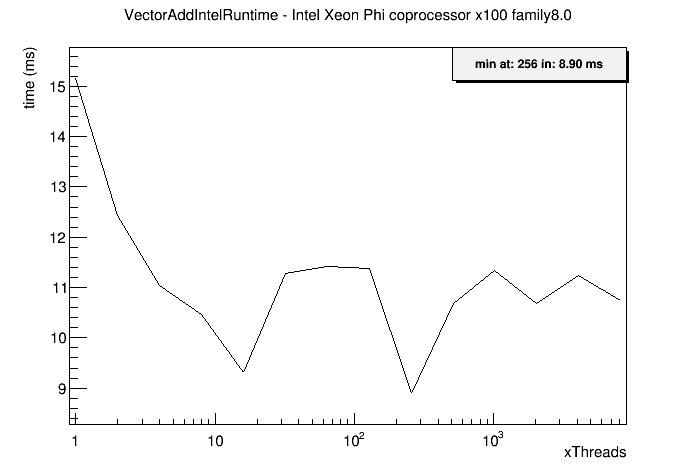 VectorAddIntelRuntime - Intel Xeon Phi coprocessor x100 family8.0
time (ms)
min at: 256 in: 8.90 ms
15
14
13
12
11
10
9
1 10 10² 10³
xThreads